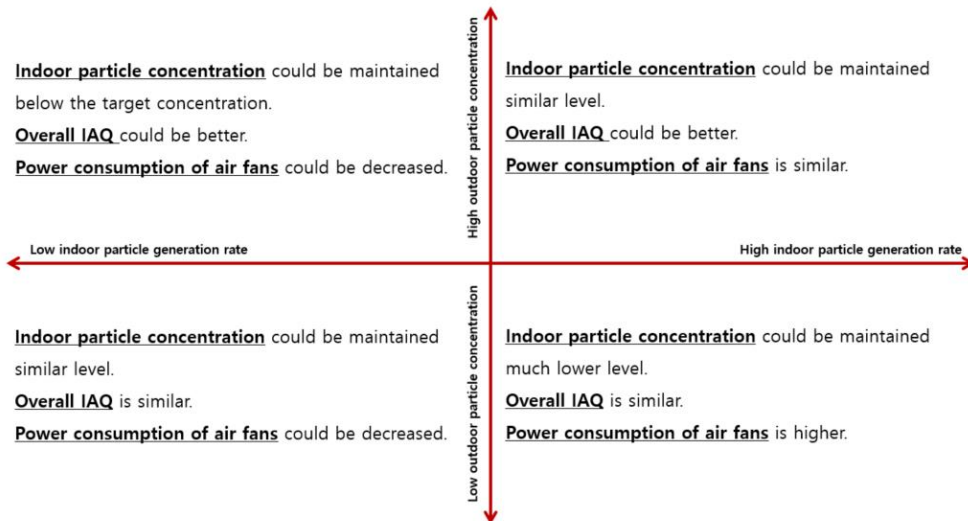 High outdoor particle concentration
Indoor particle concentration could be maintained
below the target concentration.
Overall IAQ could be better.
Power consumption of air fans could be decreased.
Indoor particle concentration could be maintained
similar level.
Overall IAQ could be better.
Power consumption of air fans is similar.
Low indoor particle generation rate
High indoor particle generation rate
Indoor particle concentration could be maintained
similar level.
Overall IAQ is similar.
Power consumption of air fans could be decreased.
Low outdoor particle concentration
Indoor particle concentration could be maintained
much lower level.
Overall IAQ is similar.
Power consumption of air fans is higher.